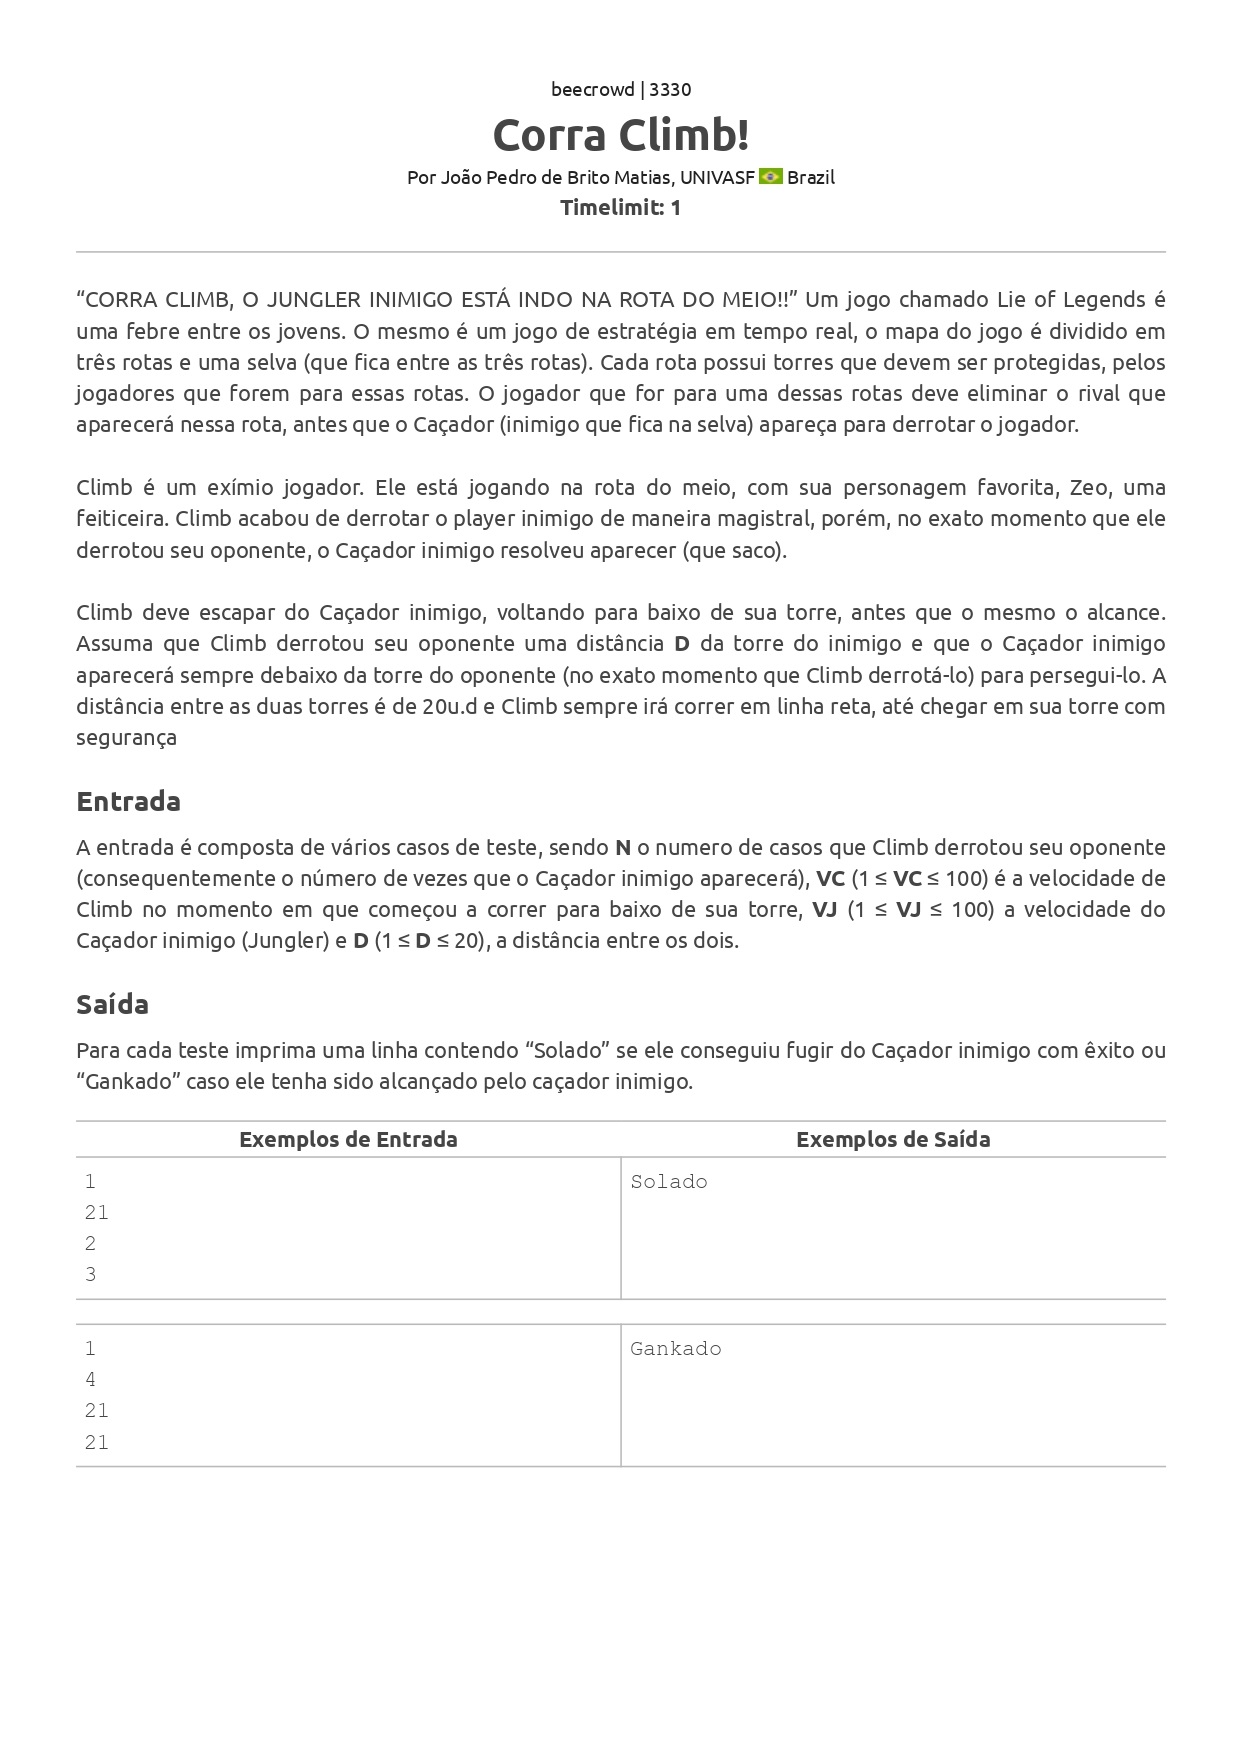 beecrowd | 3330
Corra Climb!
Por João Pedro de Brito Matias, UNIVASF Brazil
Timelimit: 1
“CORRA CLIMB, O JUNGLER INIMIGO ESTÁ INDO NA ROTA DO MEIO!!” Um jogo chamado Lie of Legends é
uma febre entre os jovens. O mesmo é um jogo de estratégia em tempo real, o mapa do jogo é dividido em
três rotas e uma selva (que fica entre as três rotas). Cada rota possui torres que devem ser protegidas, pelos
jogadores que forem para essas rotas. O jogador que for para uma dessas rotas deve eliminar o rival que
aparecerá nessa rota, antes que o Caçador (inimigo que fica na selva) apareça para derrotar o jogador.
Climb é um exímio jogador. Ele está jogando na rota do meio, com sua personagem favorita, Zeo, uma
feiticeira. Climb acabou de derrotar o player inimigo de maneira magistral, porém, no exato momento que ele
derrotou seu oponente, o Caçador inimigo resolveu aparecer (que saco).
Climb deve escapar do Caçador inimigo, voltando para baixo de sua torre, antes que o mesmo o alcance.
Assuma que Climb derrotou seu oponente uma distância D da torre do inimigo e que o Caçador inimigo
aparecerá sempre debaixo da torre do oponente (no exato momento que Climb derrotá-lo) para persegui-lo. A
distância entre as duas torres é de 20u.d e Climb sempre irá correr em linha reta, até chegar em sua torre com
segurança
Entrada
A entrada é composta de vários casos de teste, sendo N o numero de casos que Climb derrotou seu oponente
(consequentemente o número de vezes que o Caçador inimigo aparecerá), VC (1 ≤ VC ≤ 100) é a velocidade de
Climb no momento em que começou a correr para baixo de sua torre, VJ (1 ≤ VJ ≤ 100) a velocidade do
Caçador inimigo (Jungler) e D (1 ≤ D ≤ 20), a distância entre os dois.
Saída
Para cada teste imprima uma linha contendo “Solado” se ele conseguiu fugir do Caçador inimigo com êxito ou
“Gankado” caso ele tenha sido alcançado pelo caçador inimigo.
Exemplos de Entrada Exemplos de Saída
1 Solado
21
2
3
1 Gankado
4
21
21